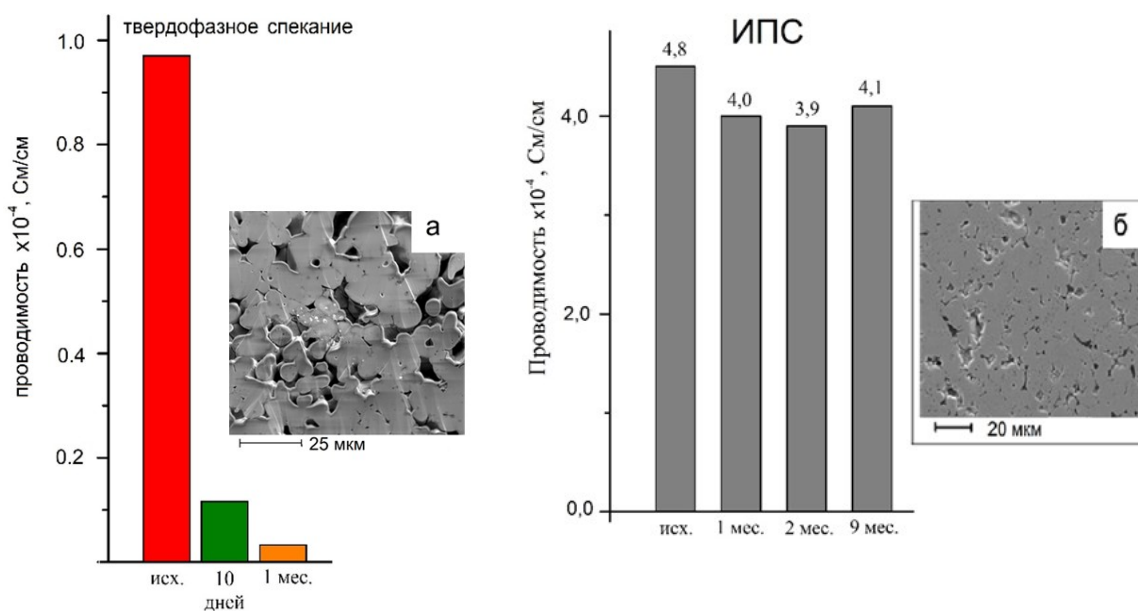 твердофазное спекание
проводимость x10⁻⁴, См/см
1.0
0.8
0.6
0.4
0.2
исх.
10
дней
1 мес.
а
25 мкм
ИПС
Проводимость x10⁻⁴, См/см
4,0
2,0
0,0
4,8
4,0
3,9
4,1
исх.
1 мес.
2 мес.
9 мес.
б
20 мкм